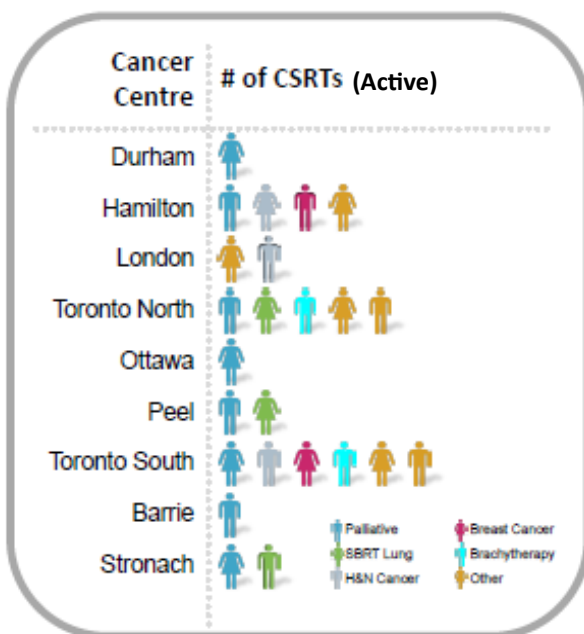 Cancer
Centre
# of CSRTs (Active)
Durham
Hamilton
London
Toronto North
Ottawa
Peel
Toronto South
Barrie
Stronach
Palliative
Breast Cancer
SBRT Lung
Brachytherapy
H&N Cancer
Other